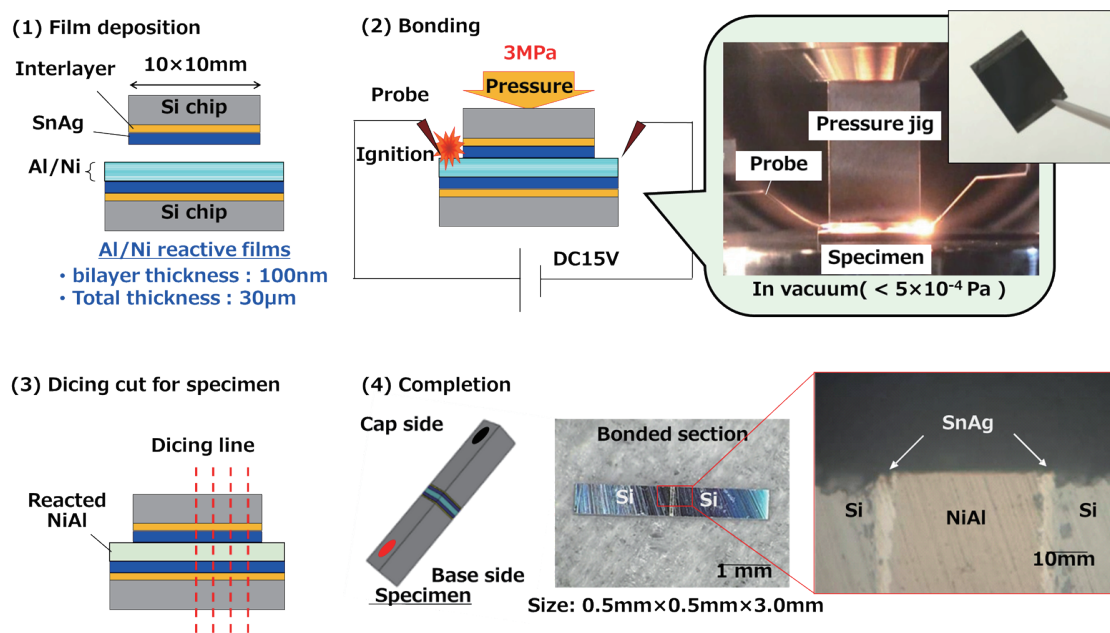 (1) Film deposition
Interlayer
10×10mm
Si chip
SnAg
Al/Ni
Si chip
Al/Ni reactive films
・bilayer thickness : 100nm
・Total thickness : 30μm
(2) Bonding
3MPa
Pressure
Probe
Ignition
DC15V
Pressure jig
Probe
Specimen
In vacuum( < 5×10⁻⁴ Pa )
(3) Dicing cut for specimen
Dicing line
Reacted
NiAl
(4) Completion
Cap side
Base side
Specimen
Bonded section
Si
Si
1 mm
Size: 0.5mm×0.5mm×3.0mm
SnAg
Si
NiAl
Si
10mm